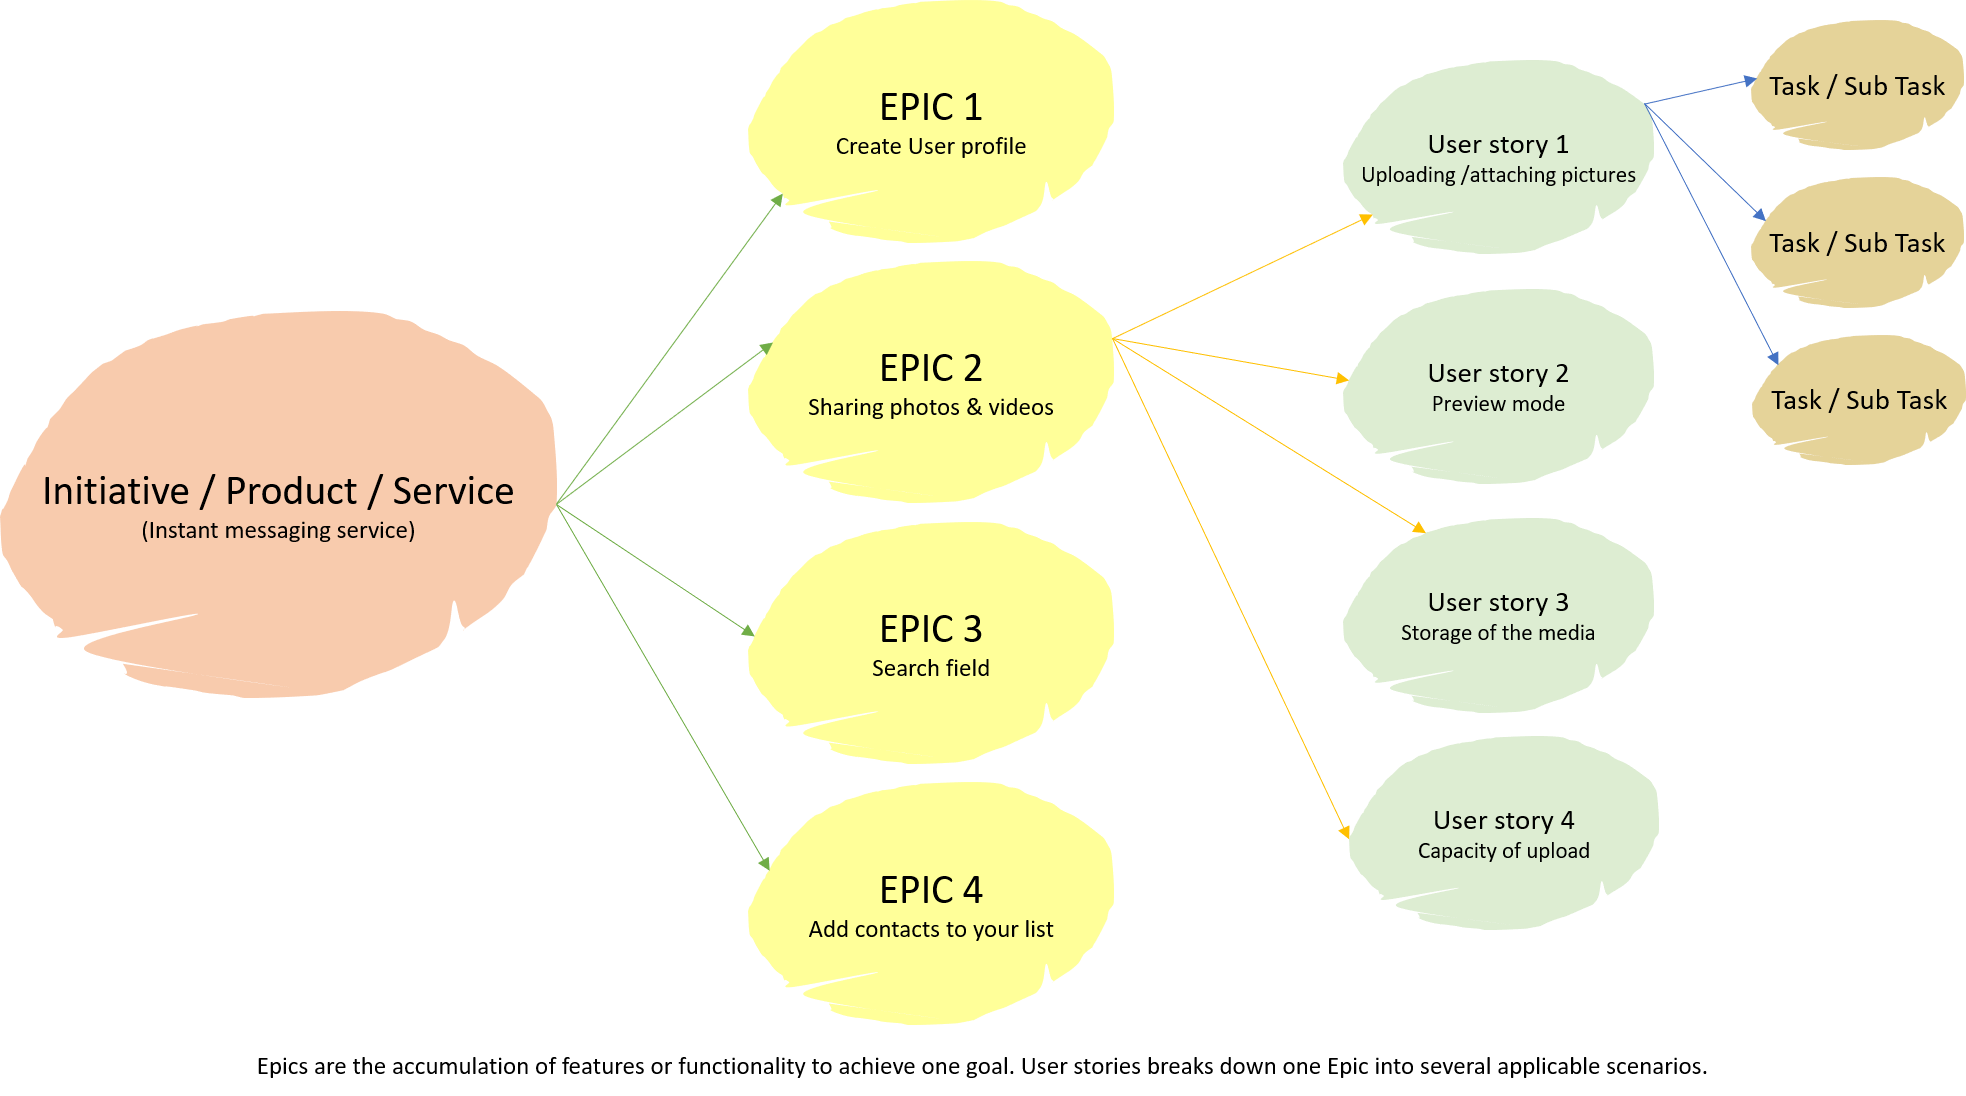 Initiative / Product / Service
(Instant messaging service)
EPIC 1
Create User profile
EPIC 2
Sharing photos & videos
EPIC 3
Search field
EPIC 4
Add contacts to your list
User story 1
Uploading /attaching pictures
User story 2
Preview mode
User story 3
Storage of the media
User story 4
Capacity of upload
Task / Sub Task
Task / Sub Task
Task / Sub Task
Epics are the accumulation of features or functionality to achieve one goal. User stories breaks down one Epic into several applicable scenarios.